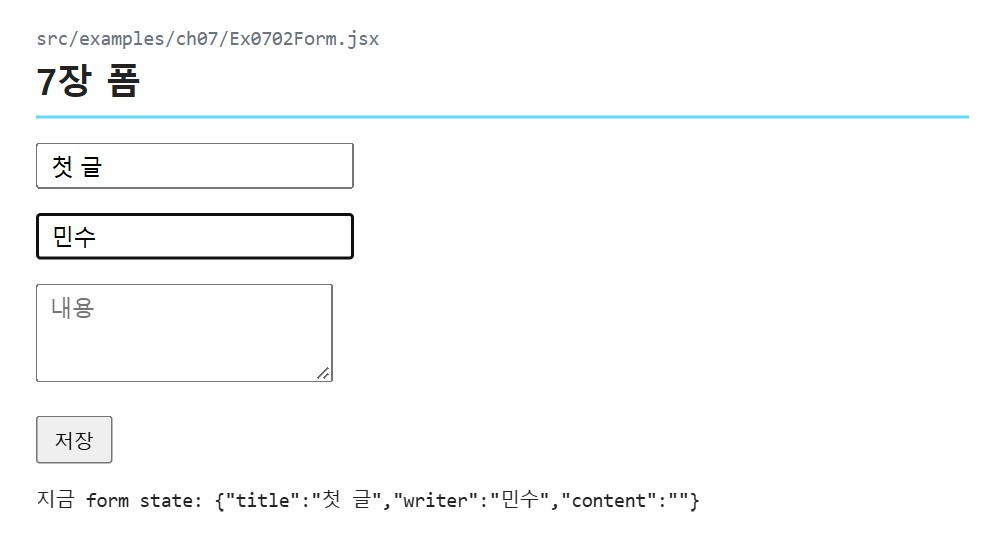 src/examples/ch07/Ex0702Form.jsx
7장 폼
첫 글
민수
내용
저장
지금 form state: {"title":"첫 글","writer":"민수","content":""}